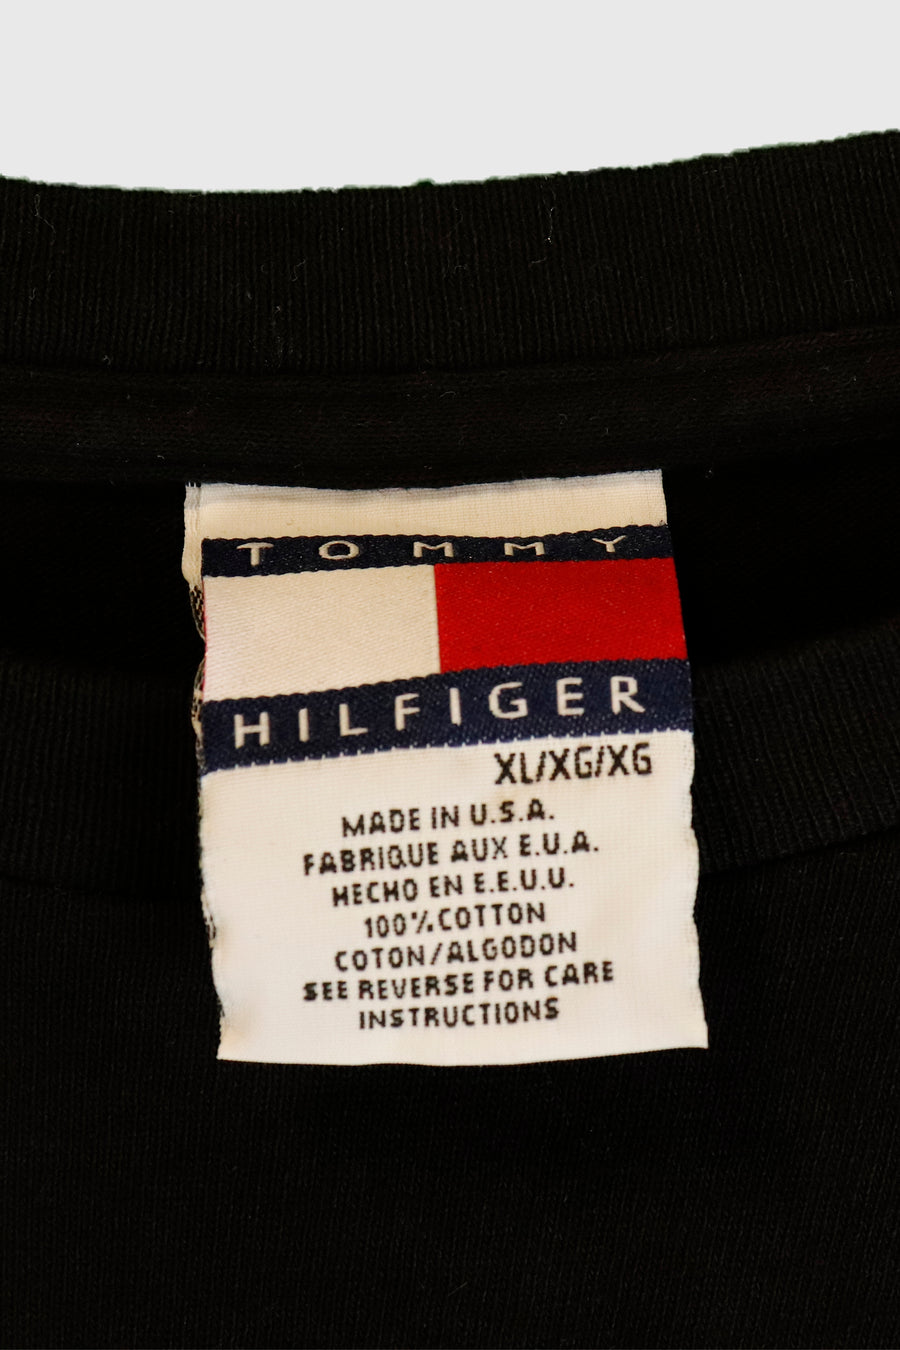 TOMMY
HILFIGER
XL/XG/XG
MADE IN U.S.A.
FABRIQUE AUX E.U.A.
HECHO EN E.E.U.U.
100% COTTON
COTON/ALGODON
SEE REVERSE FOR CARE
INSTRUCTIONS